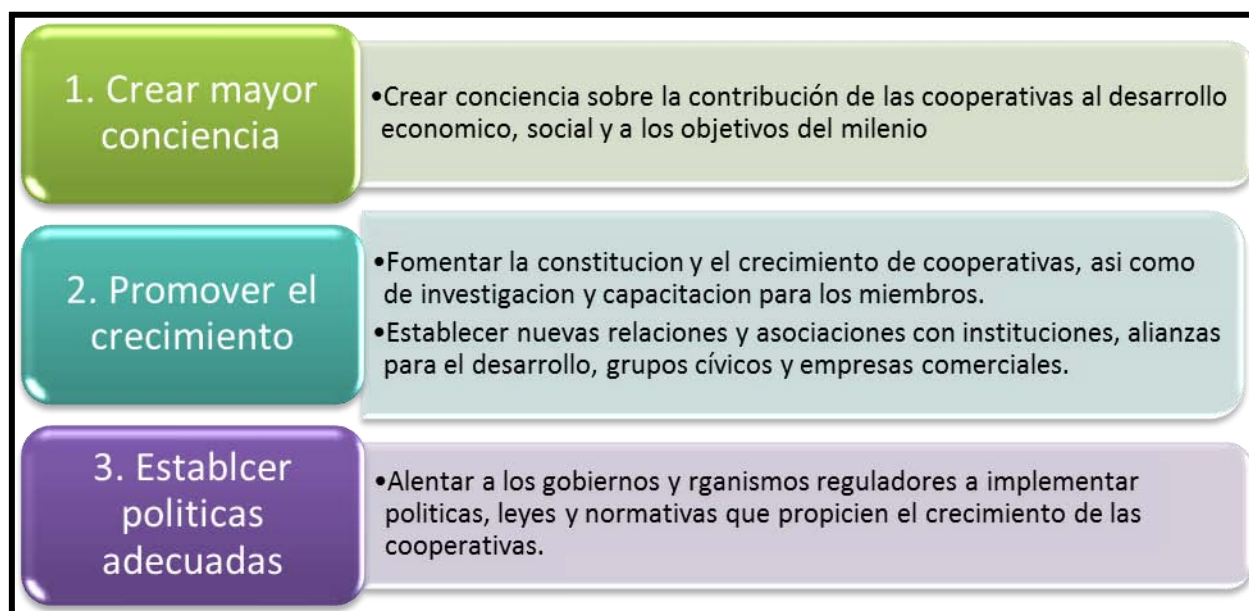 1. Crear mayor
conciencia
•Crear conciencia sobre la contribución de las cooperativas al desarrollo
economico, social y a los objetivos del milenio
2. Promover el
crecimiento
•Fomentar la constitucion y el crecimiento de cooperativas, asi como
de investigacion y capacitacion para los miembros.
•Establecer nuevas relaciones y asociaciones con instituciones, alianzas
para el desarrollo, grupos cívicos y empresas comerciales.
3. Establcer
politicas
adecuadas
•Alentar a los gobiernos y rganismos reguladores a implementar
politicas, leyes y normativas que propicien el crecimiento de las
cooperativas.